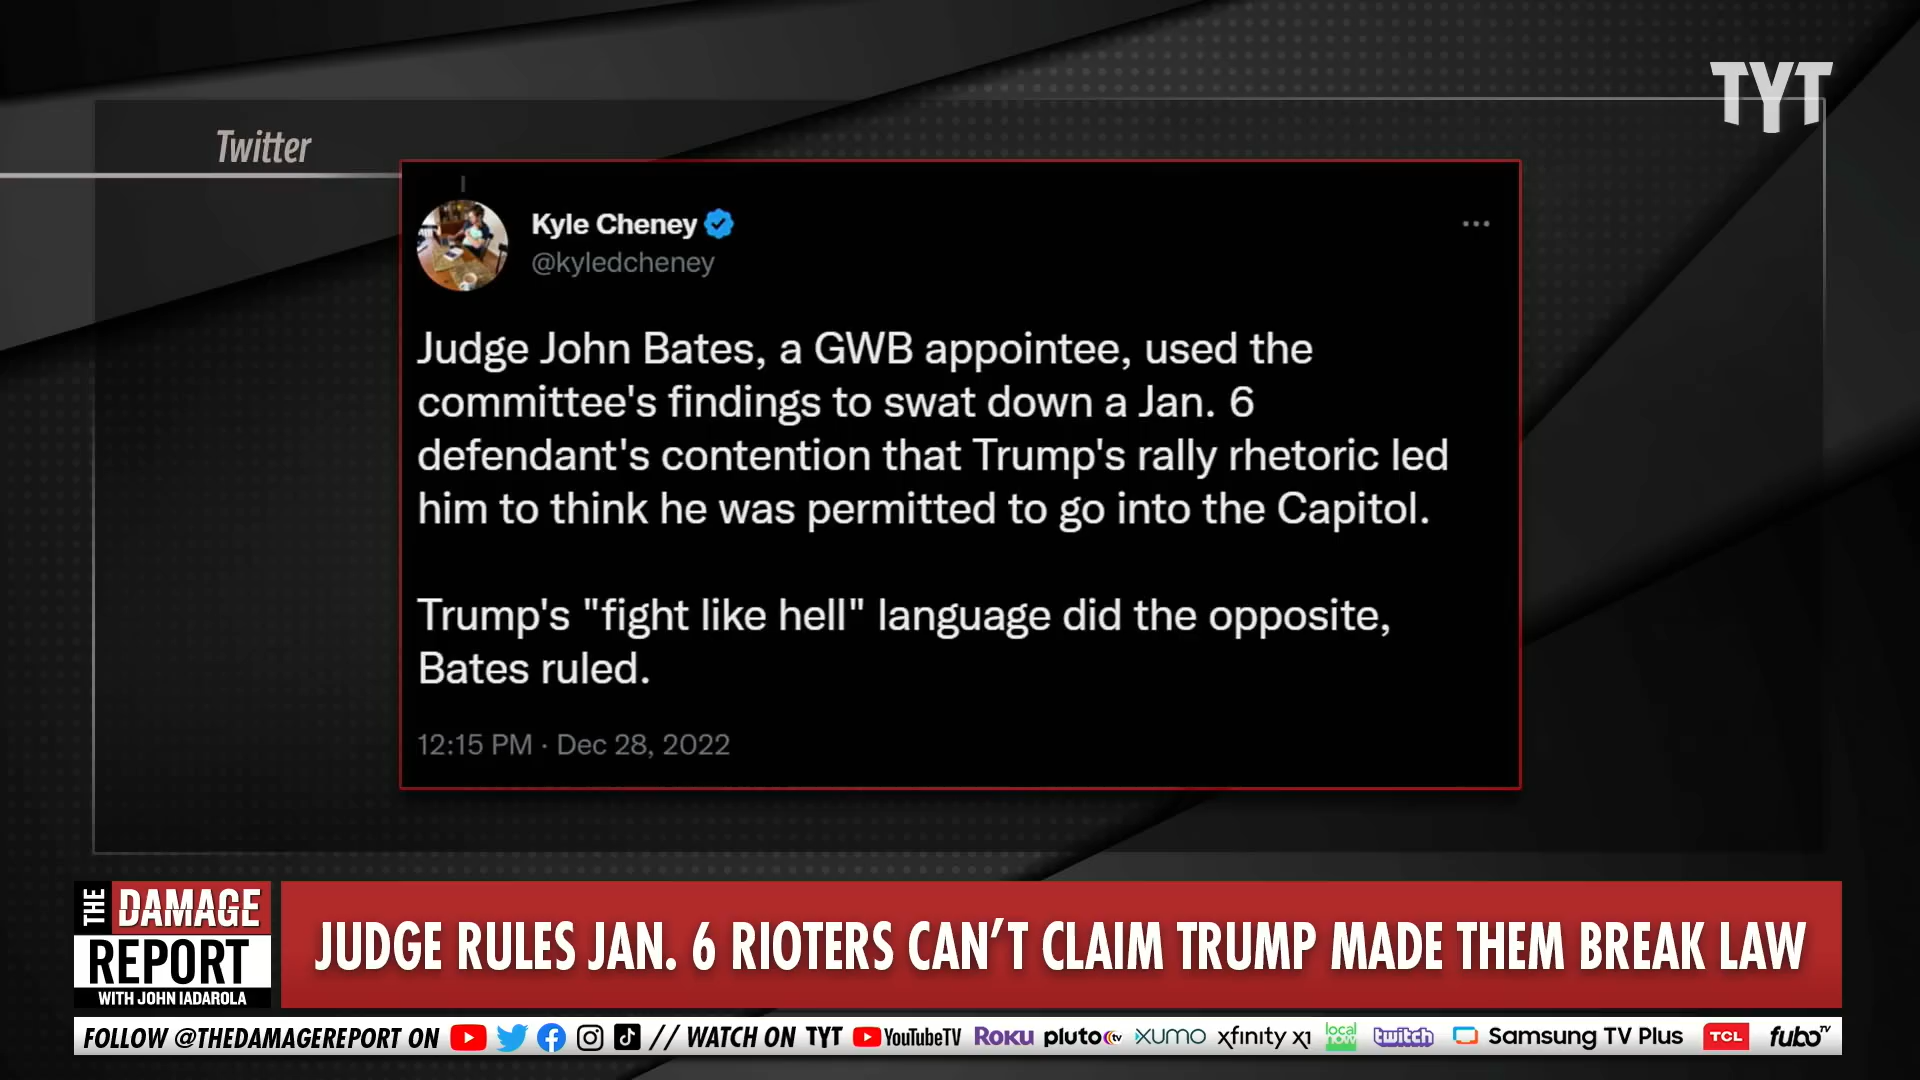 TYT
Twitter
Kyle Cheney
@kyledcheney
Judge John Bates, a GWB appointee, used the
committee's findings to swat down a Jan. 6
defendant's contention that Trump's rally rhetoric led
him to think he was permitted to go into the Capitol.
Trump's "fight like hell" language did the opposite,
Bates ruled.
12:15 PM · Dec 28, 2022
THE DAMAGE
REPORT
WITH JOHN IADAROLA
JUDGE RULES JAN. 6 RIOTERS CAN'T CLAIM TRUMP MADE THEM BREAK LAW
FOLLOW @THEDAMAGEREPORT ON // WATCH ON TYT YouTubeTV ROKU pluto tv XUMO xfinity x1 local now twitch Samsung TV Plus TCL fuboTV